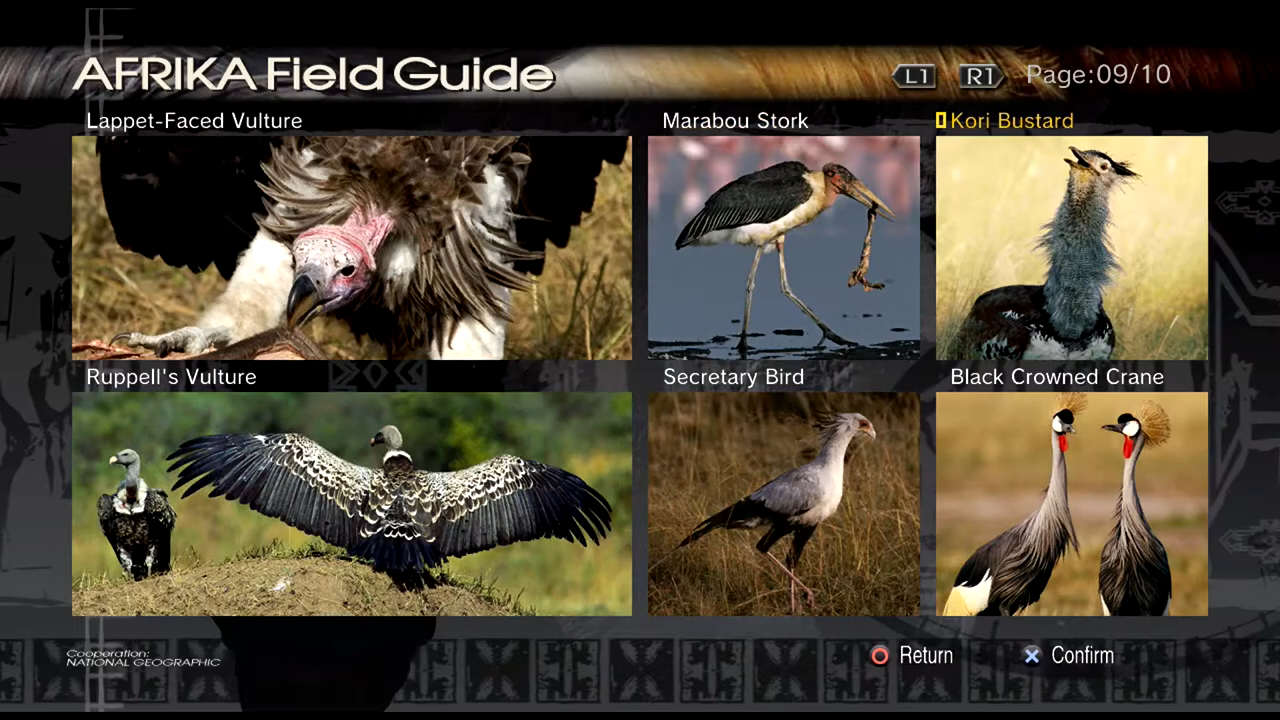 AFRIKA Field Guide
L1 R1 Page:09/10
Lappet-Faced Vulture
Marabou Stork
Kori Bustard
Ruppell's Vulture
Secretary Bird
Black Crowned Crane
Cooperation:
NATIONAL GEOGRAPHIC
Return
Confirm